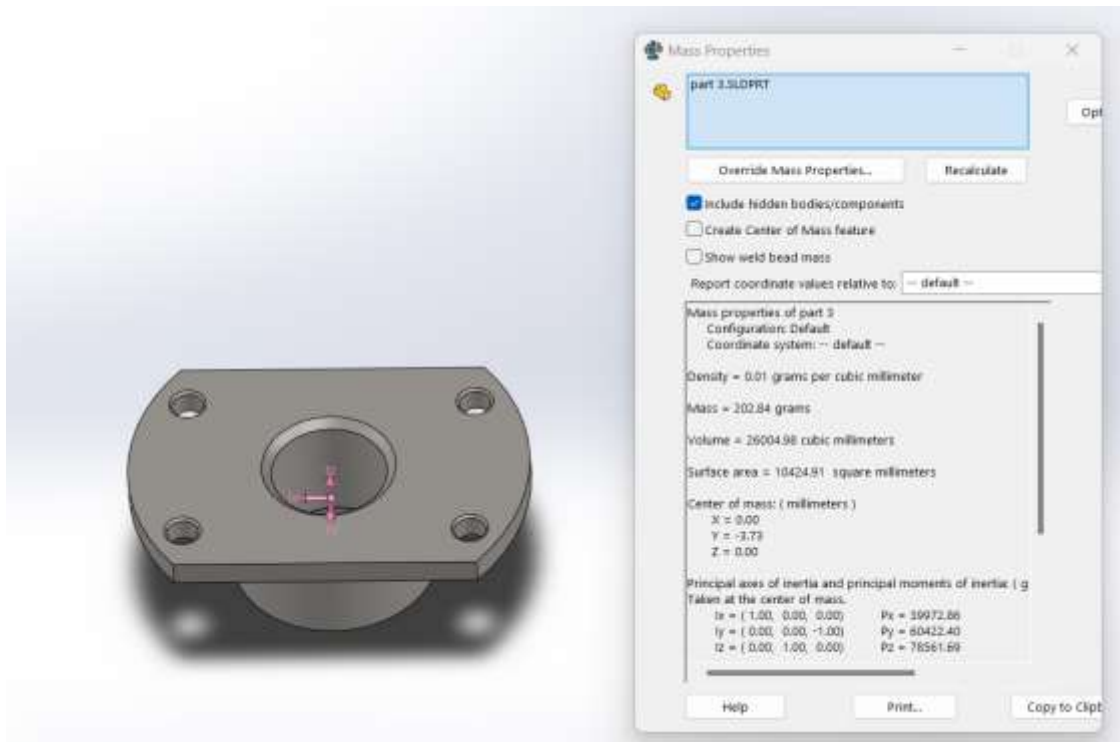 Mass Properties
part 3.SLDPRT
Opt
Override Mass Properties...
Recalculate
Include hidden bodies/components
Create Center of Mass feature
Show weld bead mass
Report coordinate values relative to: -- default --
Mass properties of part 3
Configuration: Default
Coordinate system: -- default --
Density = 0.01 grams per cubic millimeter
Mass = 202.84 grams
Volume = 26004.98 cubic millimeters
Surface area = 10424.91 square millimeters
Center of mass: ( millimeters )
X = 0.00
Y = -3.73
Z = 0.00
Principal axes of inertia and principal moments of inertia: ( g
Taken at the center of mass.
Ix = ( 1.00, 0.00, 0.00) Px = 39972.86
Iy = ( 0.00, 0.00, -1.00) Py = 60422.40
Iz = ( 0.00, 1.00, 0.00) Pz = 78561.69
Help
Print...
Copy to Clipb